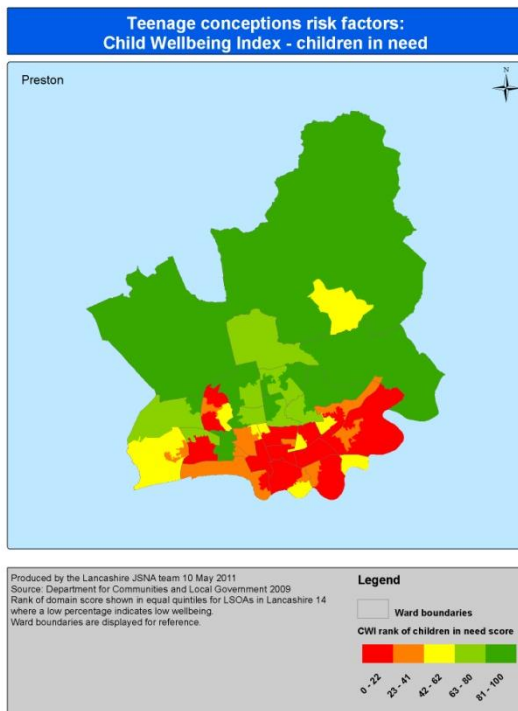 Teenage conceptions risk factors:
Child Wellbeing Index - children in need
Preston
N
Produced by the Lancashire JSNA team 10 May 2011
Source: Department for Communities and Local Government 2009
Rank of domain score shown in equal quintiles for LSOAs in Lancashire 14
where a low percentage indicates low wellbeing.
Ward boundaries are displayed for reference.
Legend
Ward boundaries
CWI rank of children in need score
0 - 22
23 - 41
42 - 62
63 - 80
81 - 100